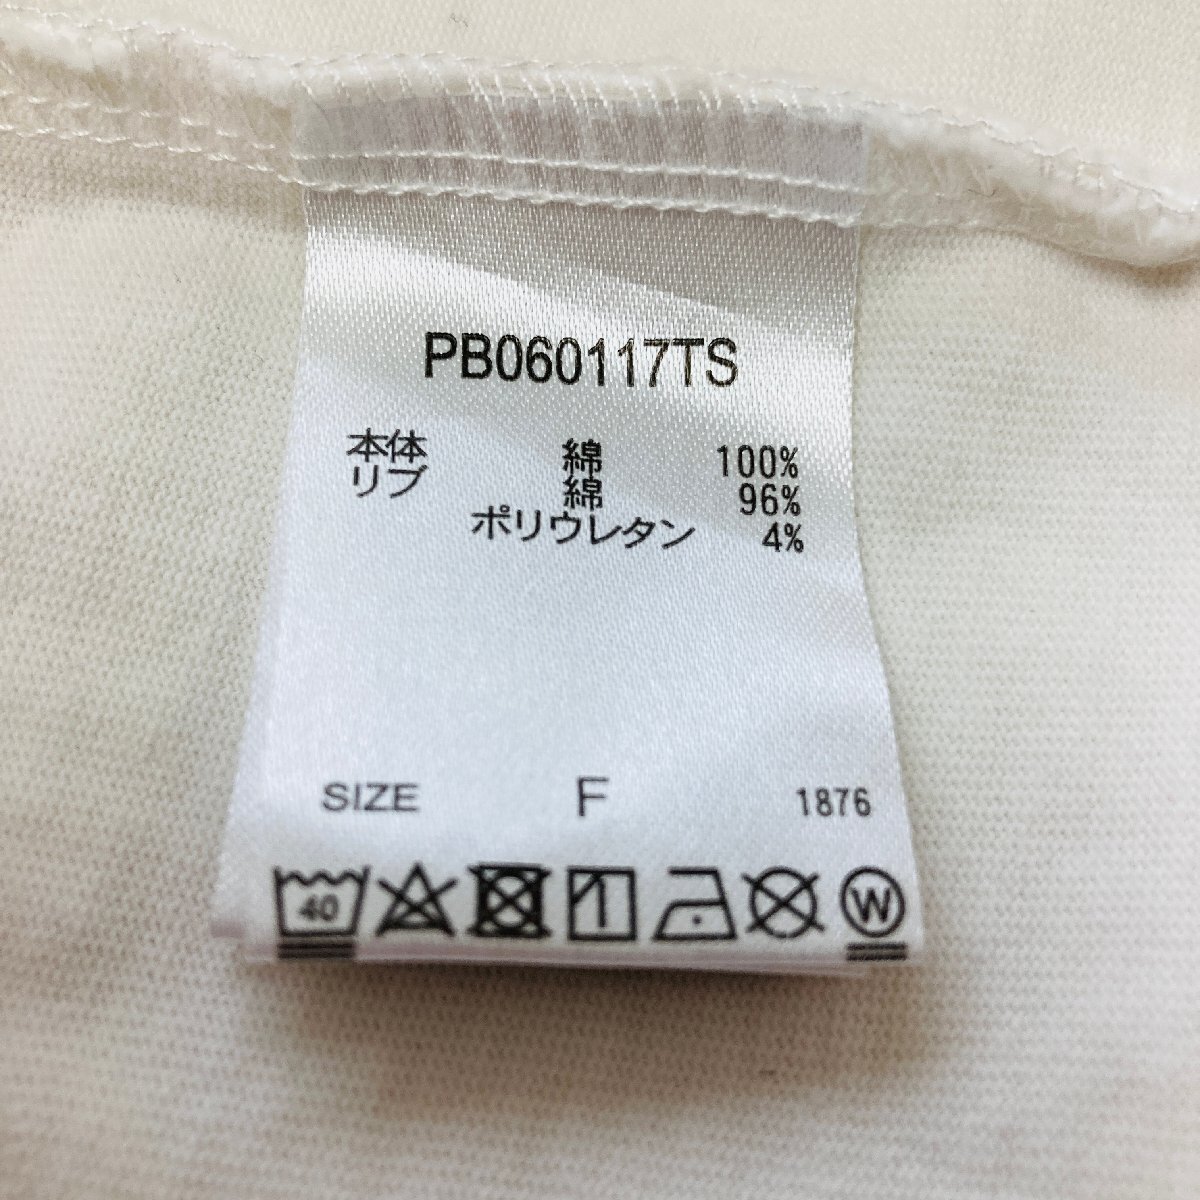 PB060117TS
本体 綿 100%
リブ 綿 96%
ポリウレタン 4%
SIZE F 1876
40 W